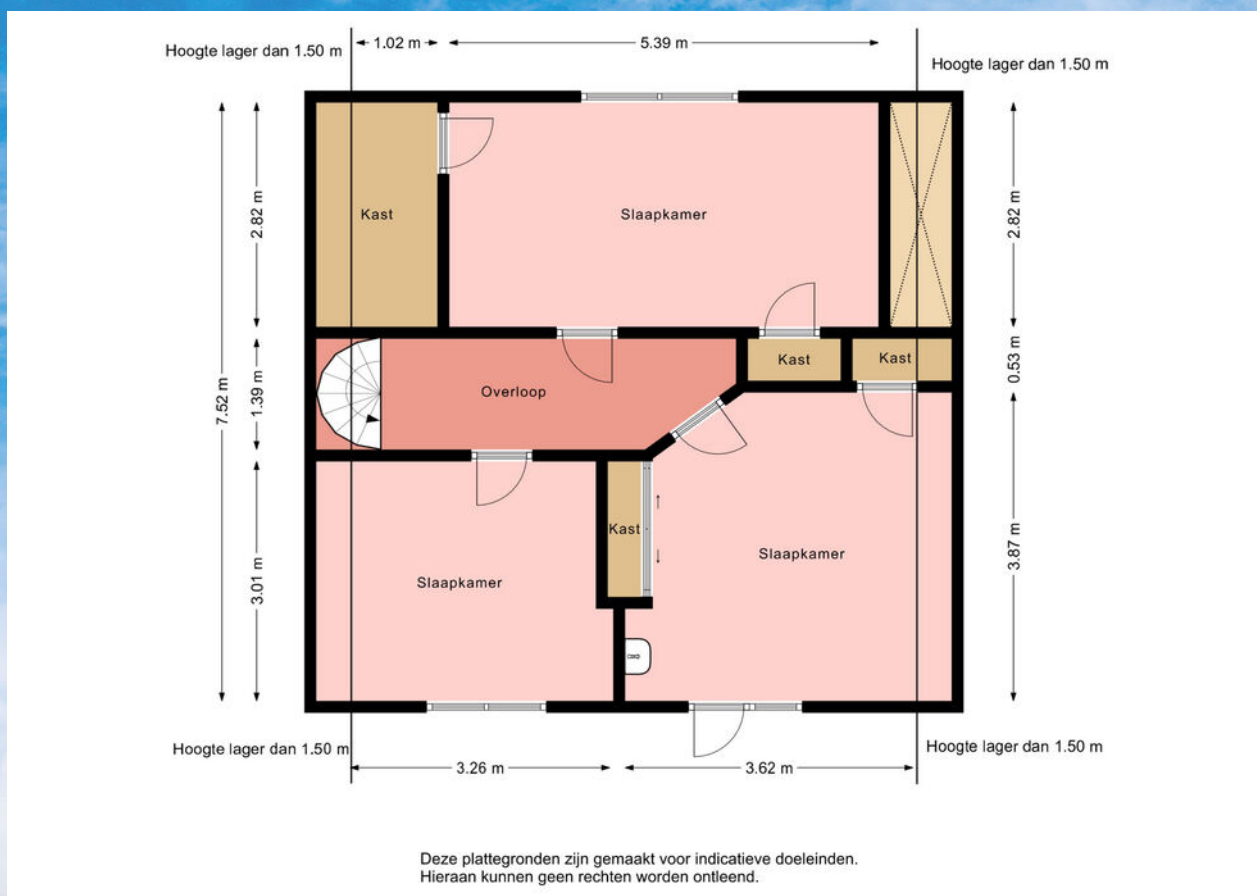 Hoogte lager dan 1.50 m
1.02 m
5.39 m
Hoogte lager dan 1.50 m
2.82 m
Kast
Slaapkamer
2.82 m
7.52 m
1.39 m
Overloop
Kast
Kast
0.53 m
3.01 m
Slaapkamer
Kast
Slaapkamer
3.87 m
Hoogte lager dan 1.50 m
3.26 m
3.62 m
Hoogte lager dan 1.50 m
Deze plattegronden zijn gemaakt voor indicatieve doeleinden.
Hieraan kunnen geen rechten worden ontleend.